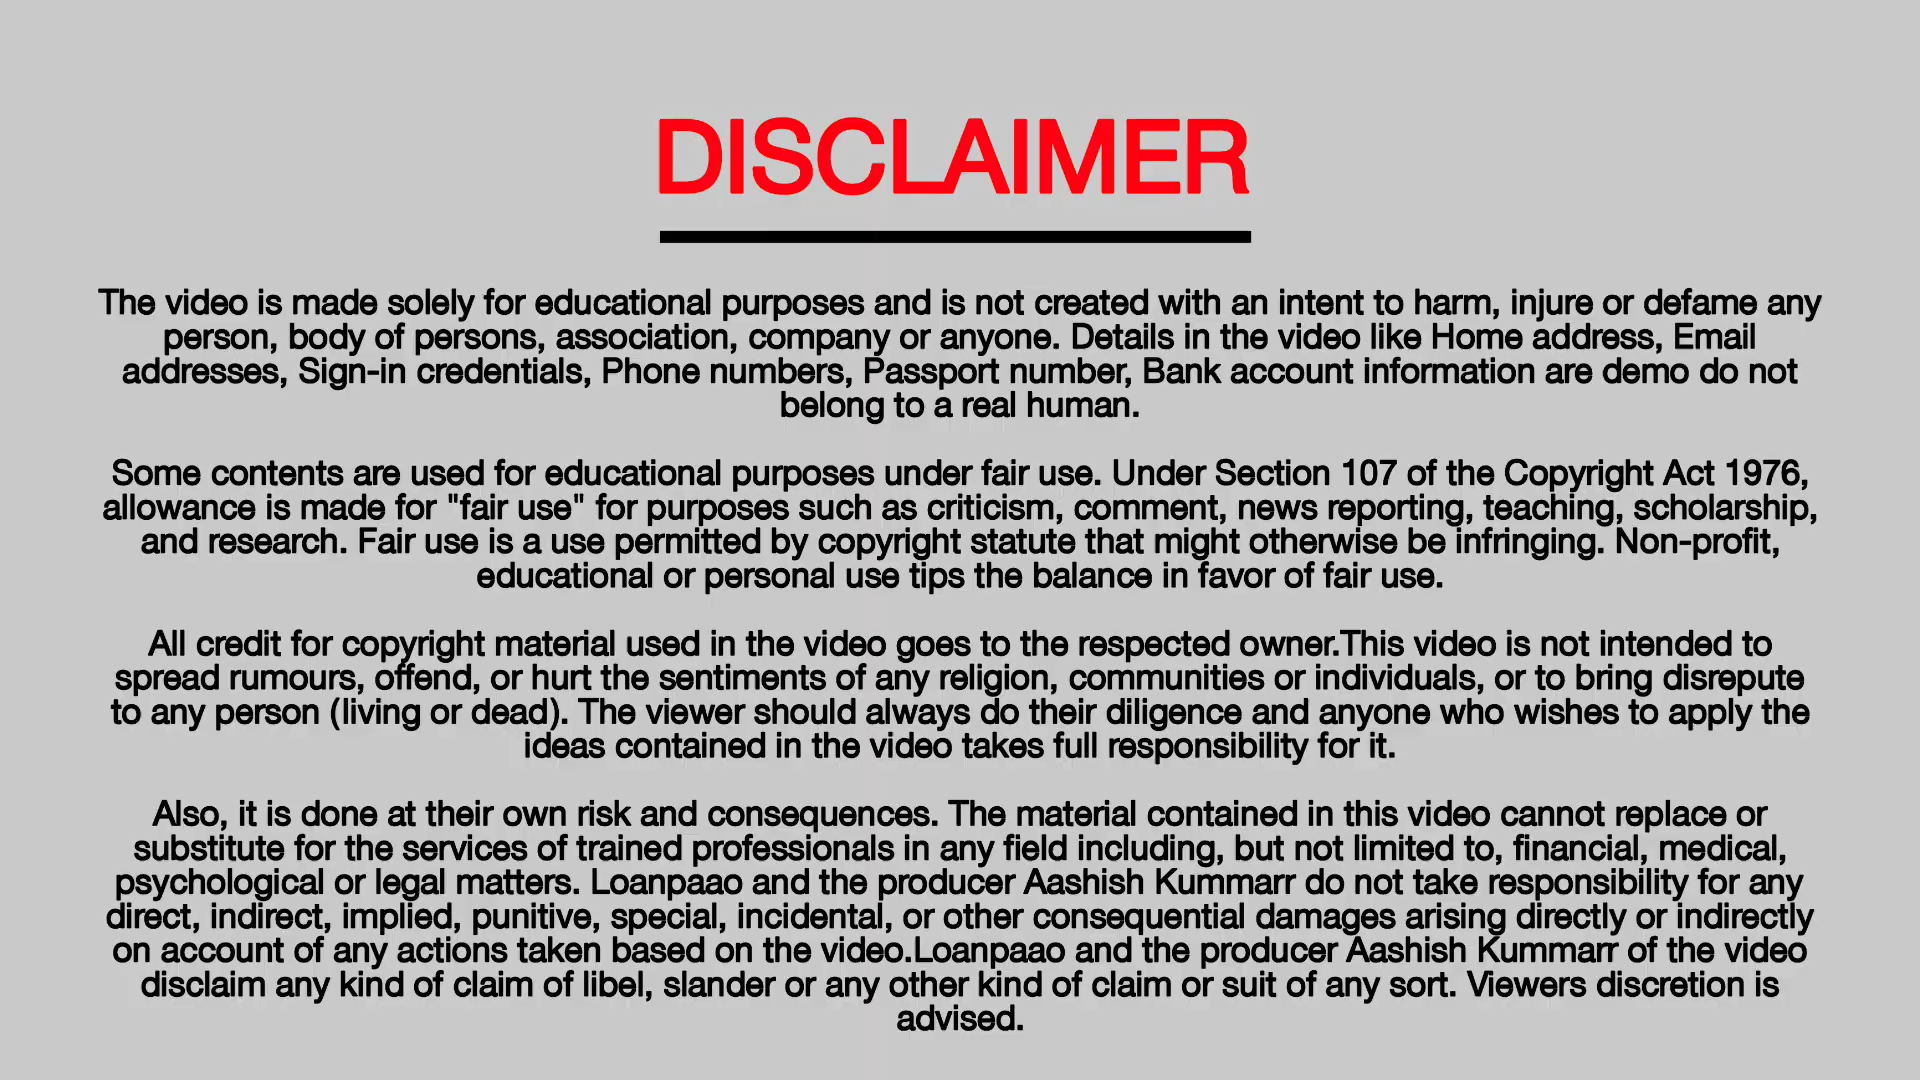 DISCLAIMER
The video is made solely for educational purposes and is not created with an intent to harm, injure or defame any
person, body of persons, association, company or anyone. Details in the video like Home address, Email
addresses, Sign-in credentials, Phone numbers, Passport number, Bank account information are demo do not
belong to a real human.
Some contents are used for educational purposes under fair use. Under Section 107 of the Copyright Act 1976,
allowance is made for "fair use" for purposes such as criticism, comment, news reporting, teaching, scholarship,
and research. Fair use is a use permitted by copyright statute that might otherwise be infringing. Non-profit,
educational or personal use tips the balance in favor of fair use.
All credit for copyright material used in the video goes to the respected owner.This video is not intended to
spread rumours, offend, or hurt the sentiments of any religion, communities or individuals, or to bring disrepute
to any person (living or dead). The viewer should always do their diligence and anyone who wishes to apply the
ideas contained in the video takes full responsibility for it.
Also, it is done at their own risk and consequences. The material contained in this video cannot replace or
substitute for the services of trained professionals in any field including, but not limited to, financial, medical,
psychological or legal matters. Loanpaao and the producer Aashish Kummarr do not take responsibility for any
direct, indirect, implied, punitive, special, incidental, or other consequential damages arising directly or indirectly
on account of any actions taken based on the video.Loanpaao and the producer Aashish Kummarr of the video
disclaim any kind of claim of libel, slander or any other kind of claim or suit of any sort. Viewers discretion is
advised.